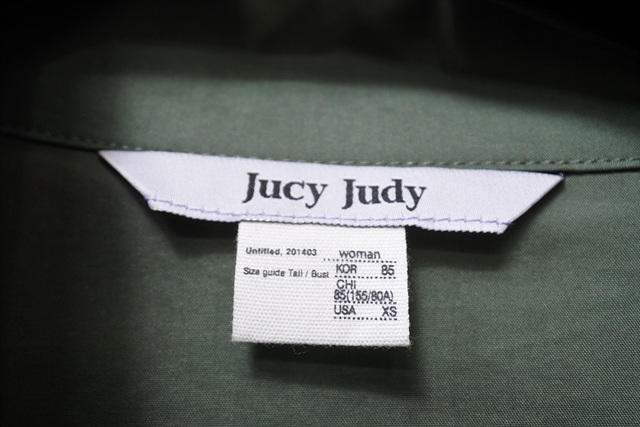 Jucy Judy
Untitled, 201403 woman
Size guide Tall / Bust KOR 85
CHI
85(155/80A)
USA XS